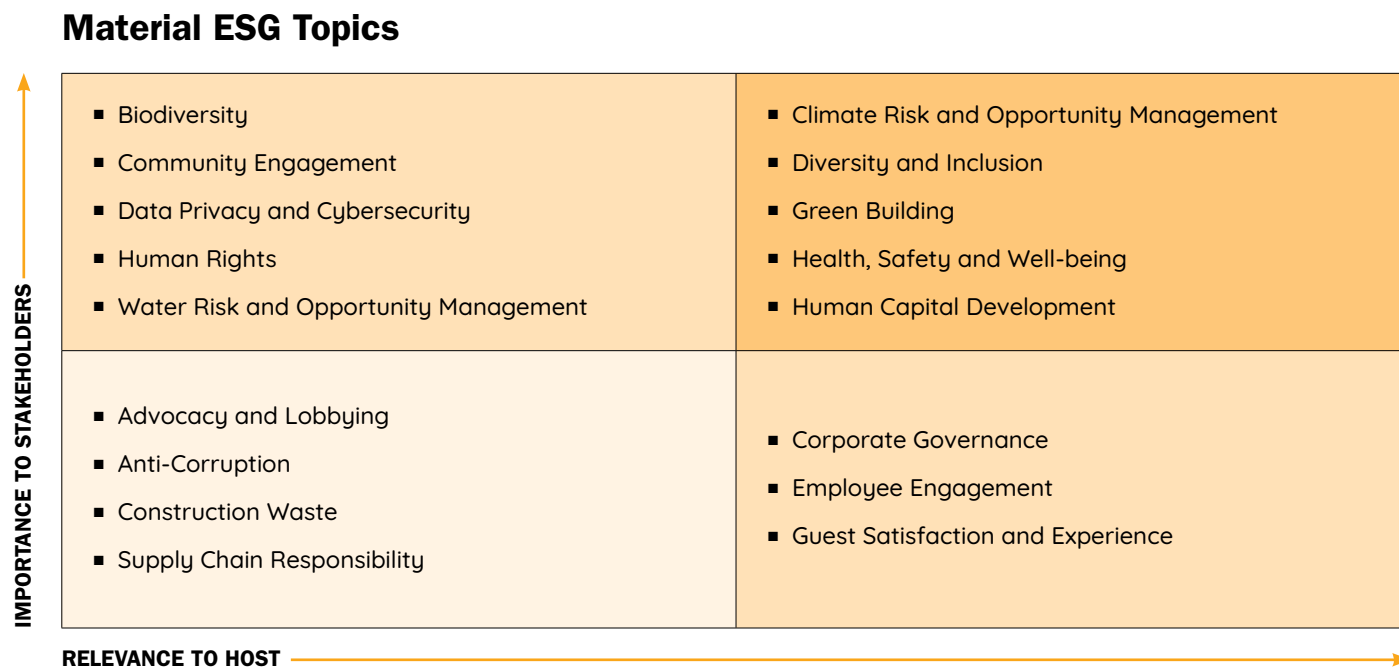 Material ESG Topics
IMPORTANCE TO STAKEHOLDERS
▪ Biodiversity
▪ Community Engagement
▪ Data Privacy and Cybersecurity
▪ Human Rights
▪ Water Risk and Opportunity Management
▪ Climate Risk and Opportunity Management
▪ Diversity and Inclusion
▪ Green Building
▪ Health, Safety and Well-being
▪ Human Capital Development
▪ Advocacy and Lobbying
▪ Anti-Corruption
▪ Construction Waste
▪ Supply Chain Responsibility
▪ Corporate Governance
▪ Employee Engagement
▪ Guest Satisfaction and Experience
RELEVANCE TO HOST